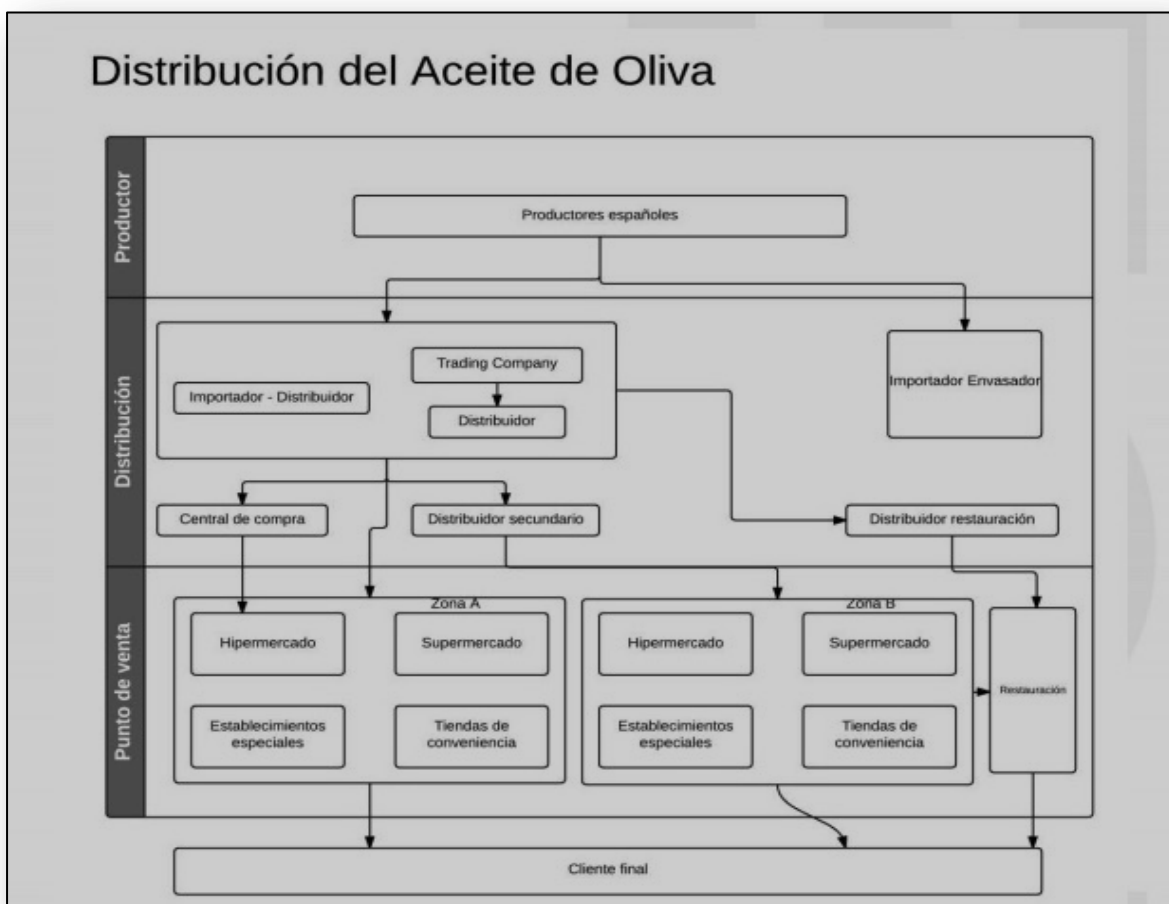 Distribución del Aceite de Oliva
Productor
Productores españoles
Distribución
Trading Company
Importador - Distribuidor
Distribuidor
Importador Envasador
Central de compra
Distribuidor secundario
Distribuidor restauración
Punto de venta
Zona A
Hipermercado
Supermercado
Establecimientos
especiales
Tiendas de
conveniencia
Zona B
Hipermercado
Supermercado
Establecimientos
especiales
Tiendas de
conveniencia
Restauración
Cliente final